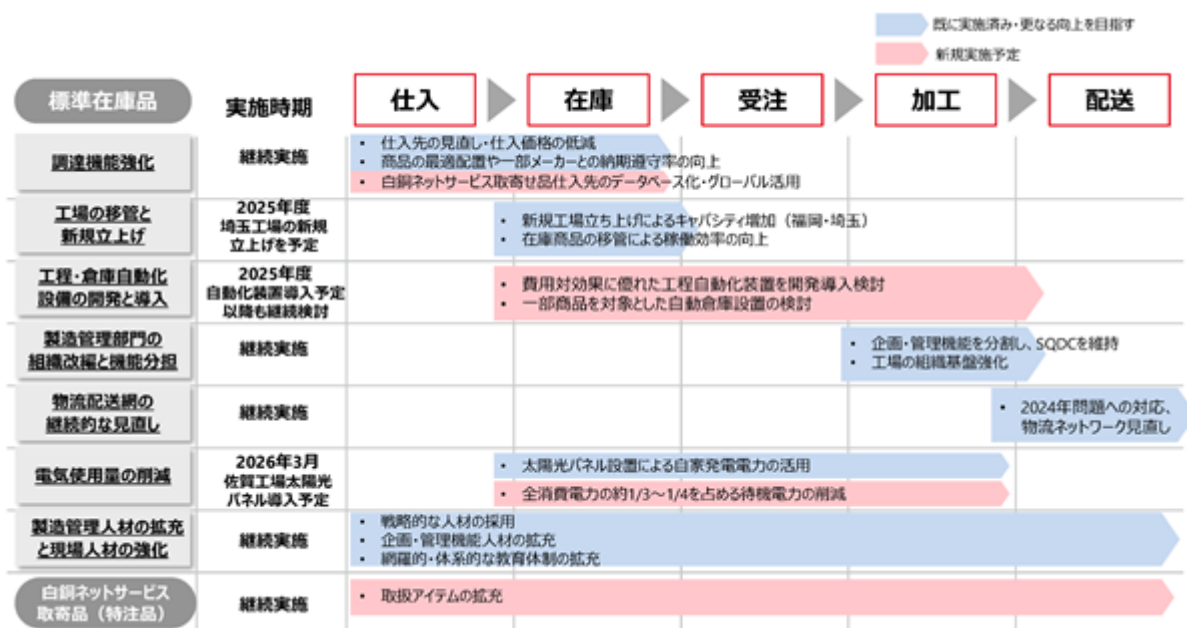 既に実施済み・更なる向上を目指す
新規実施予定
標準在庫品
実施時期
仕入
在庫
受注
加工
配送
調達機能強化
継続実施
• 仕入先の見直し・仕入価格の低減
• 商品の最適配置や一部メーカーとの納期遵守率の向上
• 白銅ネットサービス取寄せ品仕入先のデータベース化・グローバル活用
工場の移管と
新規立上げ
2025年度
埼玉工場の新規
立上げを予定
• 新規工場立ち上げによるキャパシティ増加（福岡・埼玉）
• 在庫商品の移管による稼働効率の向上
工程・倉庫自動化
設備の開発と導入
2025年度
自動化装置導入予定
以降も継続検討
• 費用対効果に優れた工程自動化装置を開発導入検討
• 一部商品を対象とした自動倉庫設置の検討
製造管理部門の
組織改編と機能分担
継続実施
• 企画・管理機能を分割し、SQDCを維持
• 工場の組織基盤強化
物流配送網の
継続的な見直し
継続実施
• 2024年問題への対応、
物流ネットワーク見直し
電気使用量の削減
2026年3月
佐賀工場太陽光
パネル導入予定
• 太陽光パネル設置による自家発電電力の活用
• 全消費電力の約1/3～1/4を占める待機電力の削減
製造管理人材の拡充
と現場人材の強化
継続実施
• 戦略的な人材の採用
• 企画・管理機能人材の拡充
• 網羅的・体系的な教育体制の拡充
白銅ネットサービス
取寄品（特注品）
継続実施
• 取扱アイテムの拡充